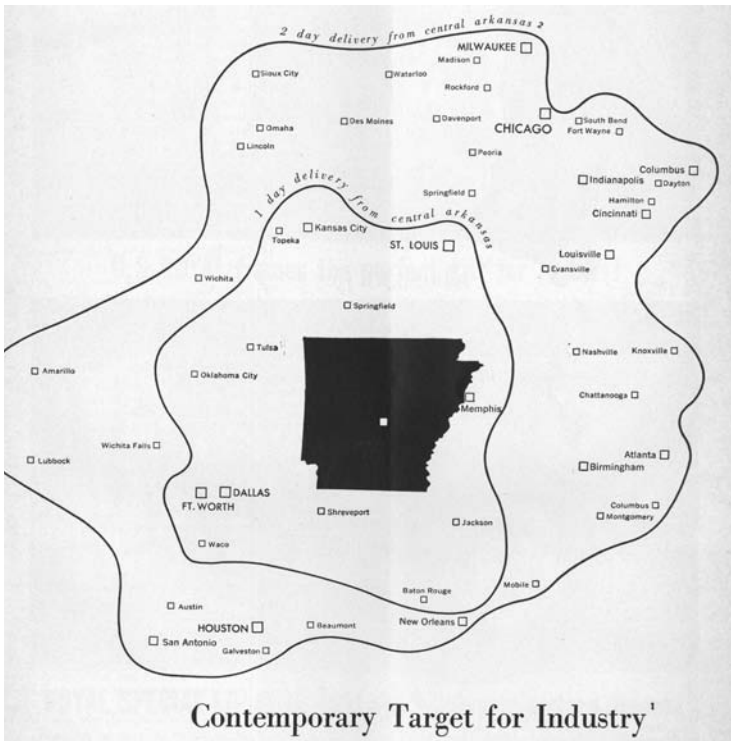 2 day delivery from central arkansas 2
MILWAUKEE
Madison
Sioux City
Waterloo
Rockford
CHICAGO
South Bend
Fort Wayne
Des Moines
Davenport
Omaha
Lincoln
Peoria
Columbus
Indianapolis
Dayton
Springfield
Hamilton
Cincinnati
1 day delivery from central arkansas
Kansas City
Topeka
ST. LOUIS
Louisville
Evansville
Wichita
Springfield
Tulsa
Nashville
Knoxville
Amarillo
Oklahoma City
Chattanooga
Memphis
Wichita Falls
Lubbock
Atlanta
Birmingham
DALLAS
FT. WORTH
Shreveport
Columbus
Montgomery
Jackson
Waco
Mobile
Baton Rouge
Austin
HOUSTON
Beaumont
New Orleans
San Antonio
Galveston
Contemporary Target for Industry¹